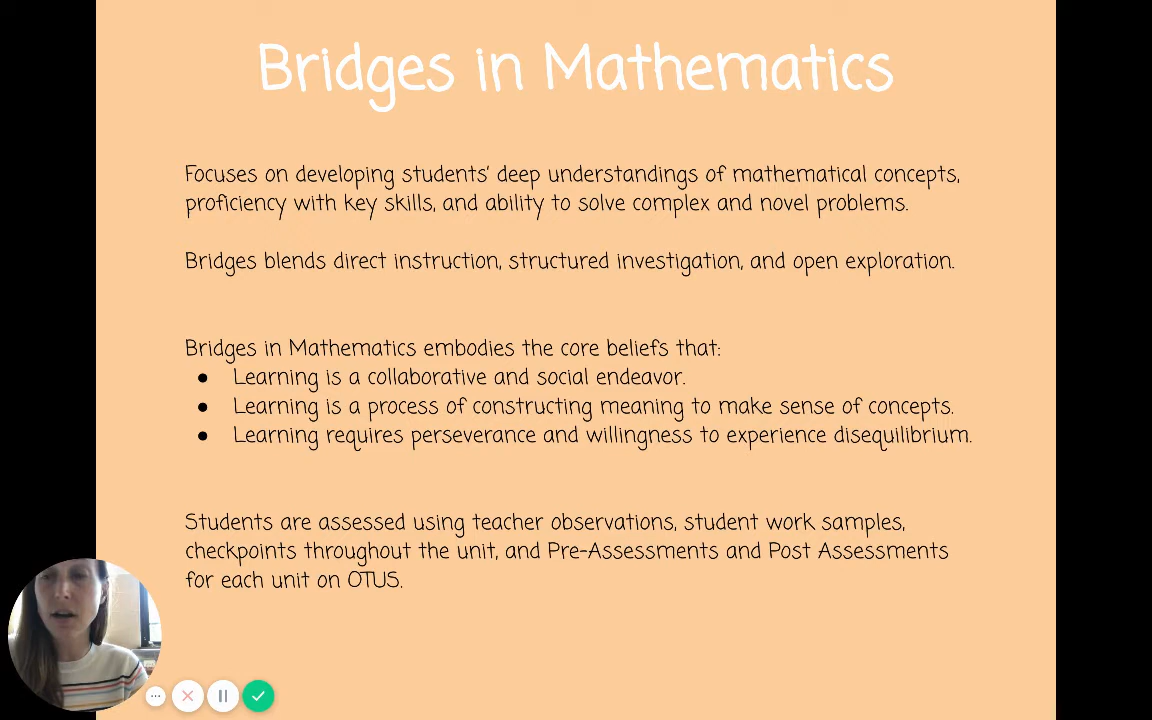 Bridges in Mathematics
Focuses on developing students' deep understandings of mathematical concepts,
proficiency with key skills, and ability to solve complex and novel problems.
Bridges blends direct instruction, structured investigation, and open exploration.
Bridges in Mathematics embodies the core beliefs that:
● Learning is a collaborative and social endeavor.
● Learning is a process of constructing meaning to make sense of concepts.
● Learning requires perseverance and willingness to experience disequilibrium.
Students are assessed using teacher observations, student work samples,
checkpoints throughout the unit, and Pre-Assessments and Post Assessments
for each unit on OTUS.